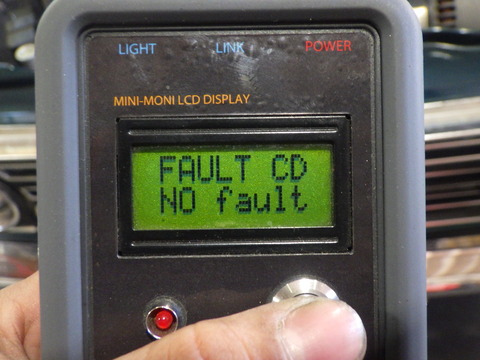 LIGHT LINK POWER
MINI-MONI LCD DISPLAY
FAULT CD
NO fault